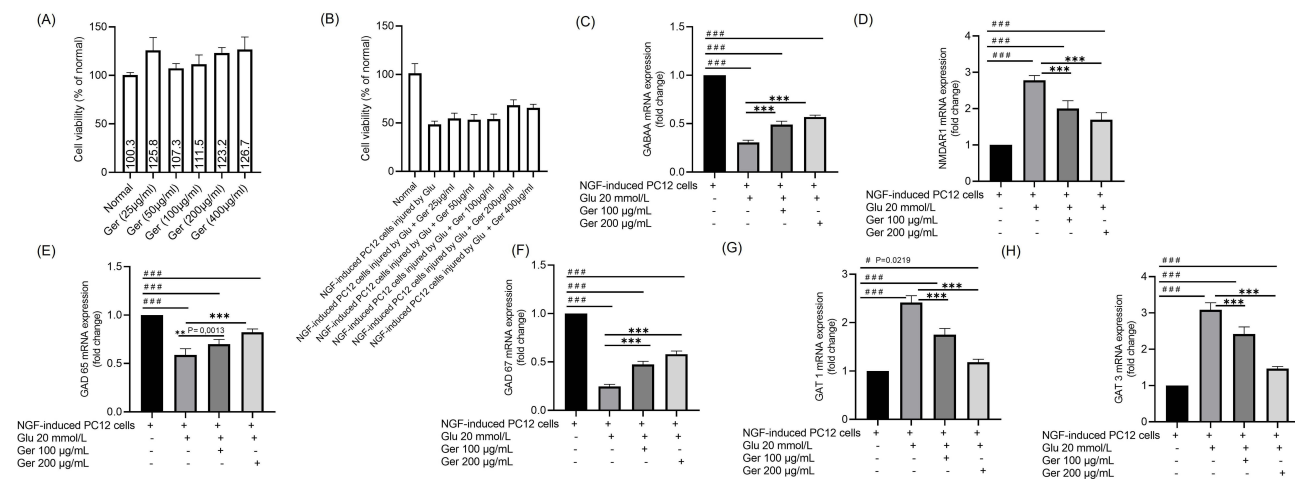 (A)
Cell viability (% of normal)
150
100
50
0
100.3
125.8
107.3
111.5
123.2
126.7
Normal
Ger (25μg/ml)
Ger (50μg/ml)
Ger (100μg/ml)
Ger (200μg/ml)
Ger (400μg/ml)
(B)
Cell viability (% of normal)
150
100
50
0
Normal
NGF-induced PC12 cells injured by Glu
NGF-induced PC12 cells injured by Glu + Ger 25μg/ml
NGF-induced PC12 cells injured by Glu + Ger 50μg/ml
NGF-induced PC12 cells injured by Glu + Ger 100μg/ml
NGF-induced PC12 cells injured by Glu + Ger 200μg/ml
NGF-induced PC12 cells injured by Glu + Ger 400μg/ml
(C)
GABAA mRNA expression
(fold change)
1.5
1.0
0.5
0.0
###
###
###
***
***
NGF-induced PC12 cells + + + +
Glu 20 mmol/L - + + +
Ger 100 μg/mL - - + -
Ger 200 μg/mL - - - +
(D)
NMDAR1 mRNA expression
(fold change)
4
3
2
1
0
###
###
###
***
***
NGF-induced PC12 cells + + + +
Glu 20 mmol/L - + + +
Ger 100 μg/mL - - + -
Ger 200 μg/mL - - - +
(E)
GAD 65 mRNA expression
(fold change)
1.5
1.0
0.5
0.0
###
###
###
***
** P= 0,0013
NGF-induced PC12 cells + + + +
Glu 20 mmol/L - + + +
Ger 100 μg/mL - - + -
Ger 200 μg/mL - - - +
(F)
GAD 67 mRNA expression
(fold change)
1.5
1.0
0.5
0.0
###
###
###
***
***
NGF-induced PC12 cells + + + +
Glu 20 mmol/L - + + +
Ger 100 μg/mL - - + -
Ger 200 μg/mL - - - +
(G)
GAT 1 mRNA expression
(fold change)
3
2
1
0
# P=0.0219
###
###
***
***
NGF-induced PC12 cells + + + +
Glu 20 mmol/L - + + +
Ger 100 μg/mL - - + -
Ger 200 μg/mL - - - +
(H)
GAT 3 mRNA expression
(fold change)
4
3
2
1
0
###
###
###
***
***
NGF-induced PC12 cells + + + +
Glu 20 mmol/L - + + +
Ger 100 μg/mL - - + -
Ger 200 μg/mL - - - +